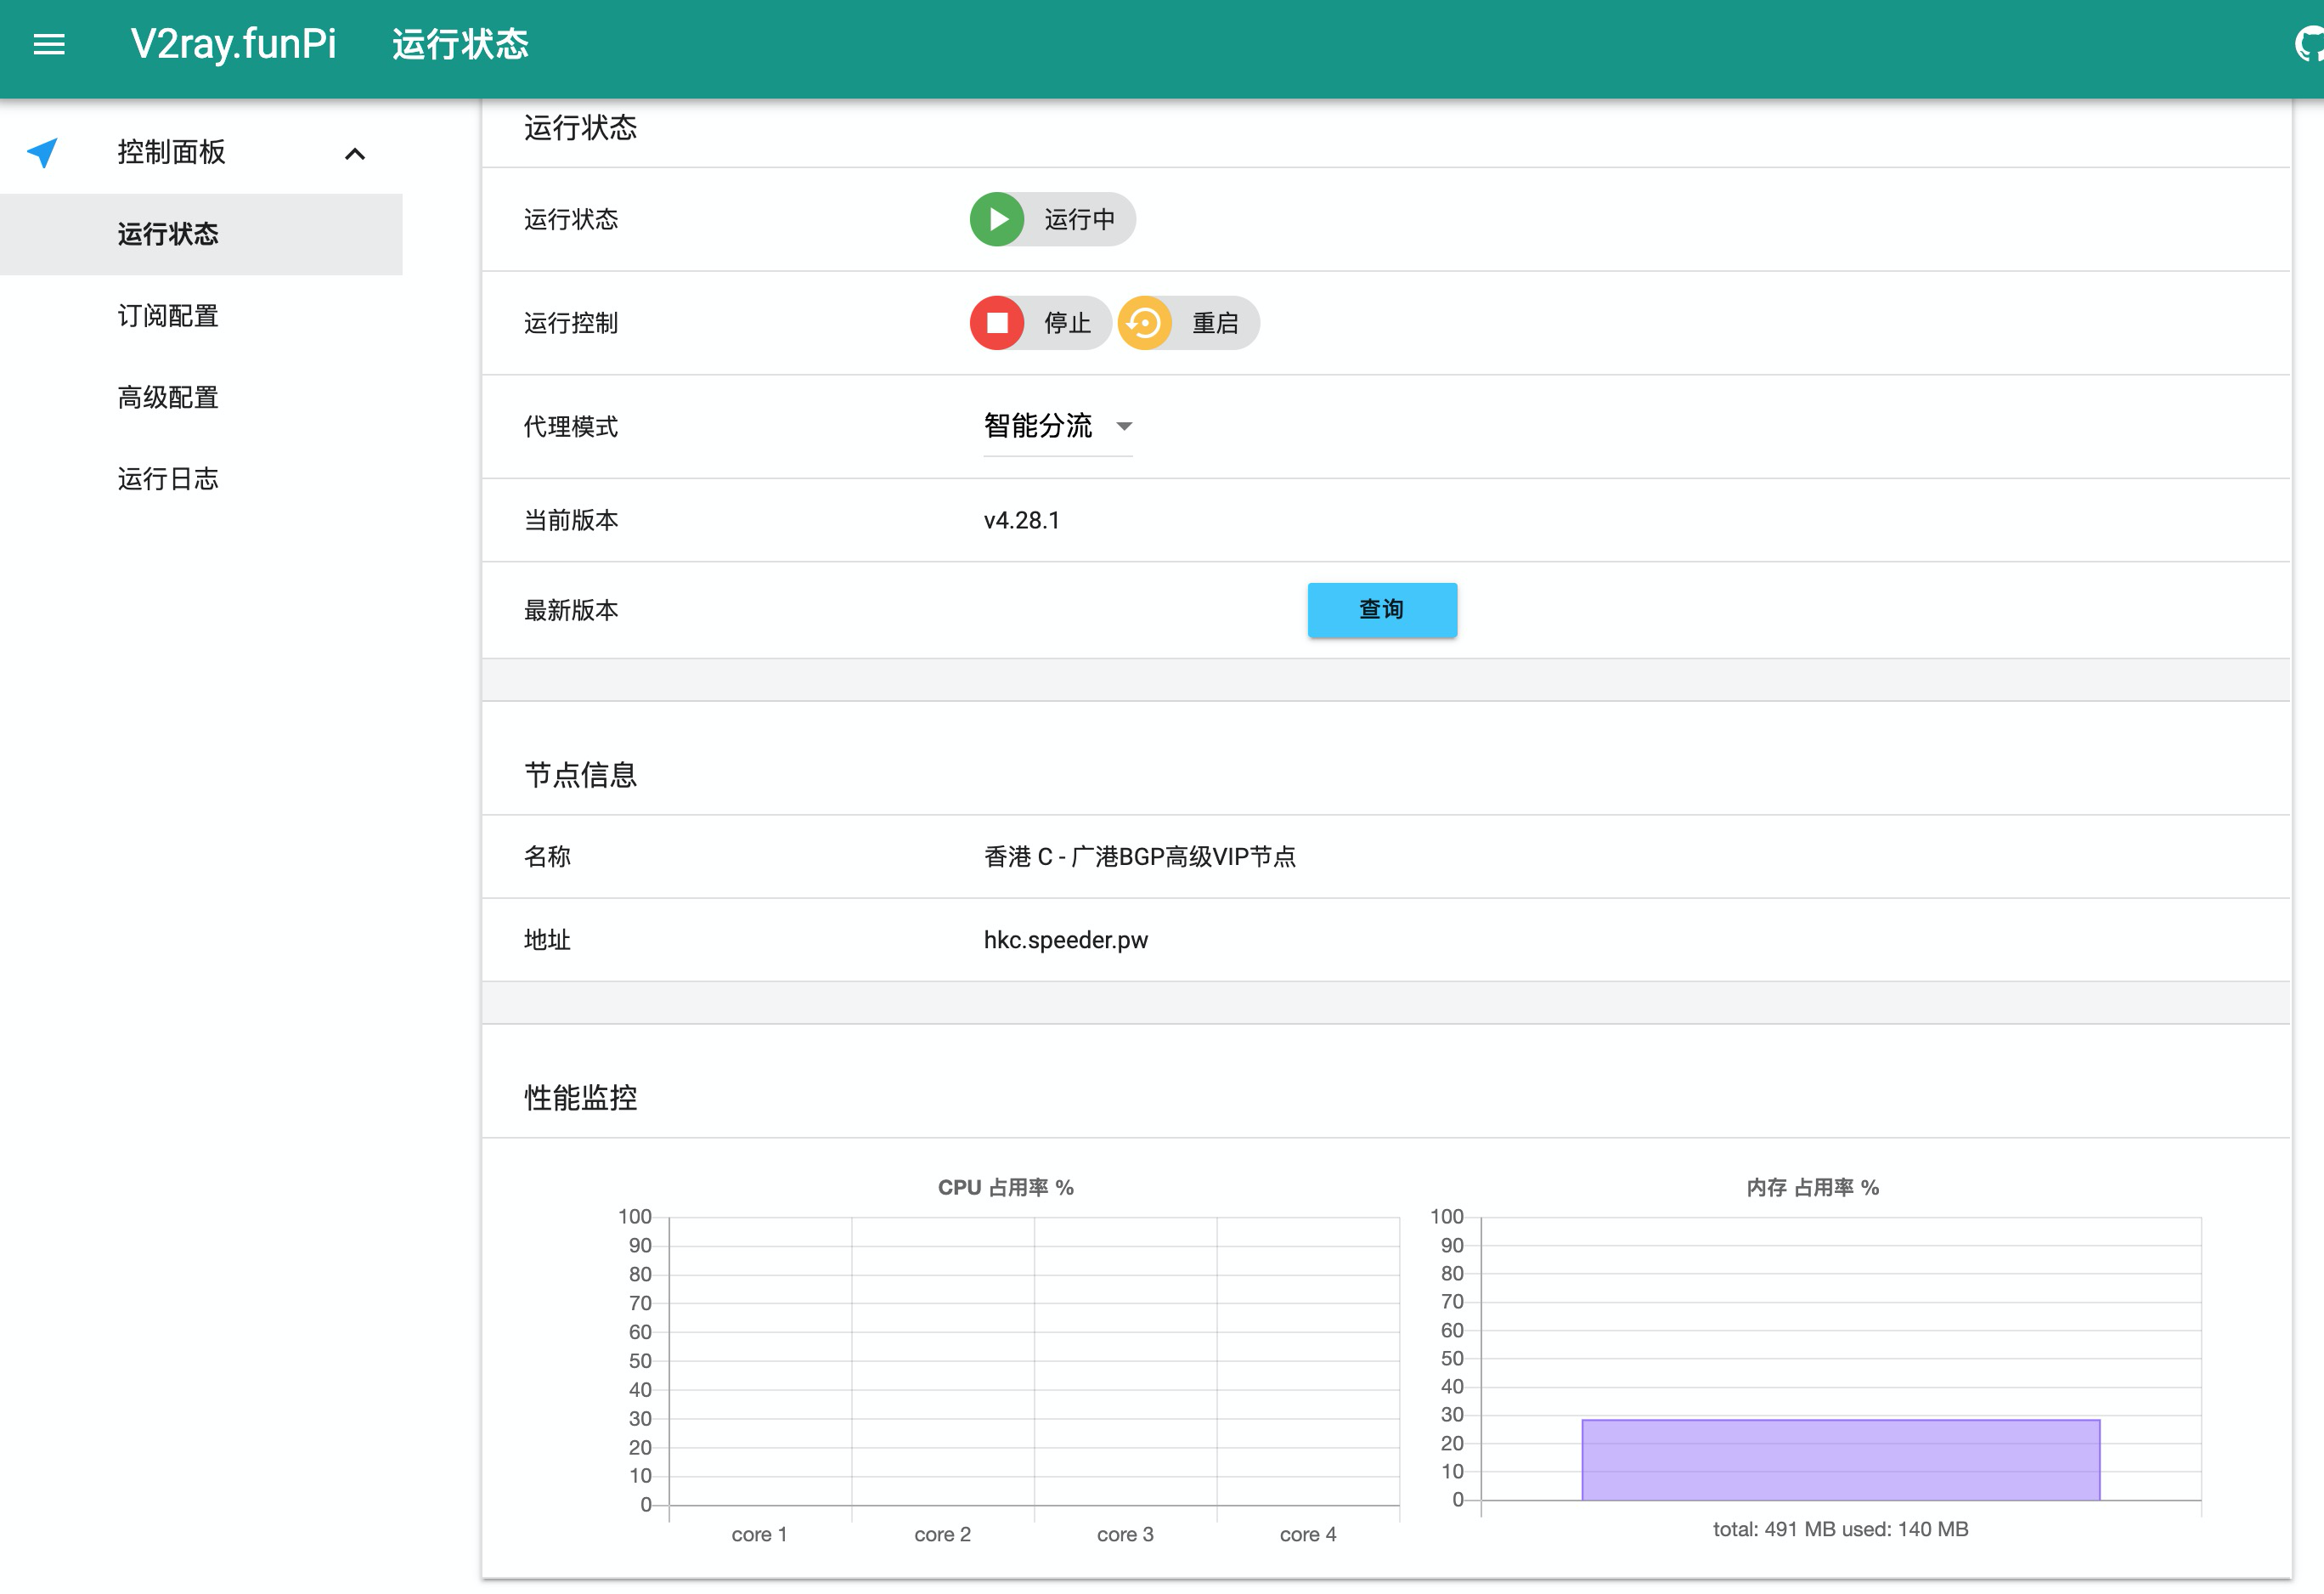 V2ray.funPi 运行状态
控制面板
运行状态
订阅配置
高级配置
运行日志
运行状态
运行状态 运行中
运行控制 停止 重启
代理模式 智能分流
当前版本 v4.28.1
最新版本 查询
节点信息
名称 香港 C - 广港BGP高级VIP节点
地址 hkc.speeder.pw
性能监控
CPU 占用率 %
100
90
80
70
60
50
40
30
20
10
0
core 1 core 2 core 3 core 4
内存 占用率 %
100
90
80
70
60
50
40
30
20
10
0
total: 491 MB used: 140 MB